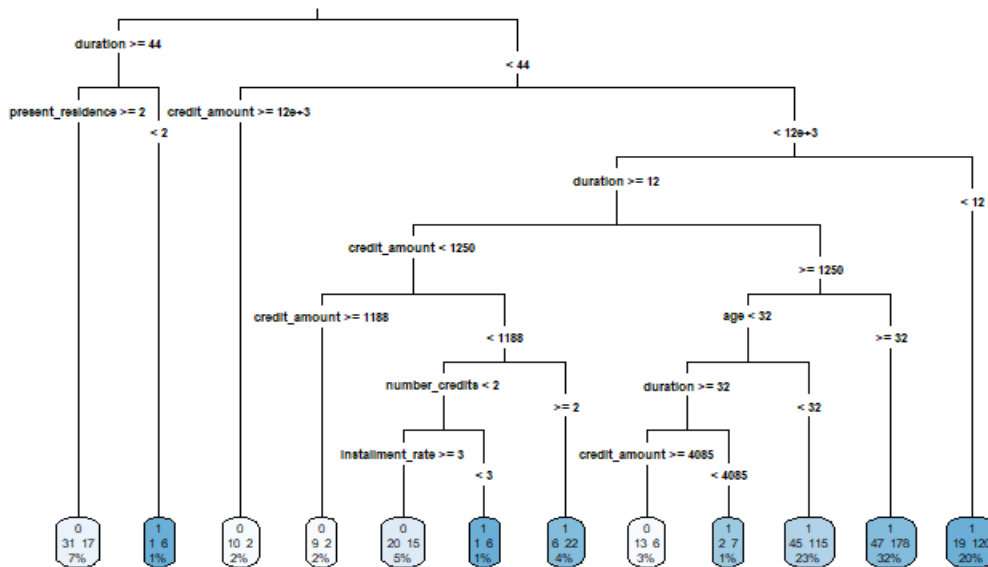 duration >= 44
< 44
present_residence >= 2
credit_amount >= 12e+3
< 2
< 12e+3
duration >= 12
< 12
credit_amount < 1250
>= 1250
credit_amount >= 1188
age < 32
< 1188
>= 32
number_credits < 2
duration >= 32
>= 2
< 32
installment_rate >= 3
credit_amount >= 4085
< 3
< 4085
0 1 0 0 0 1 1 0 1 1 1 1
31 17 1 6 10 2 9 2 20 15 1 6 6 22 13 6 2 7 45 115 47 178 19 120
7% 1% 2% 2% 5% 1% 4% 3% 1% 23% 32% 20%